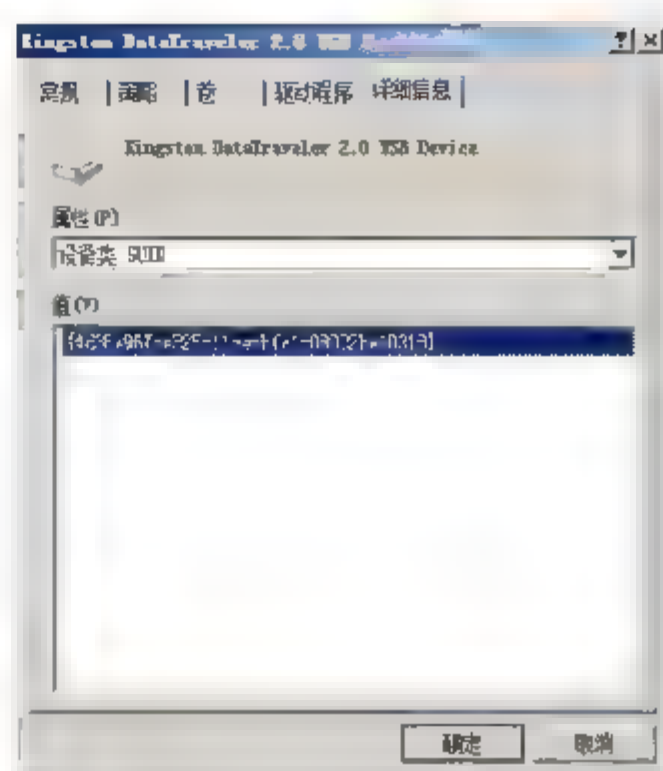 Kingston DataTraveler 2.0 USB
常规 策略 卷 驱动程序 详细信息
Kingston DataTraveler 2.0 USB Device
属性(P)
设备类 GUID
值(V)
确定 取消